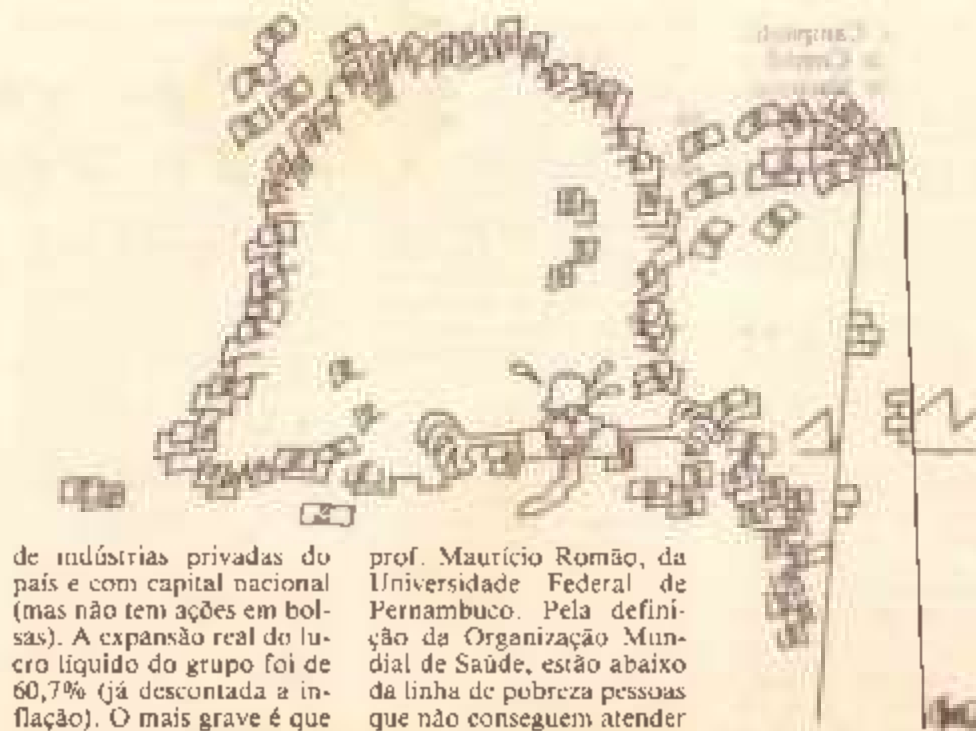 de indústrias privadas do
país e com capital nacional
(mas não tem ações em bol-
sas). A expansão real do lu-
cro líquido do grupo foi de
60,7% (já descontada a in-
flação). O mais grave é que
prof. Maurício Romão, da
Universidade Federal de
Pernambuco. Pela defini-
ção da Organização Mun-
dial de Saúde, estão abaixo
da linha de pobreza pessoas
que não conseguem atender